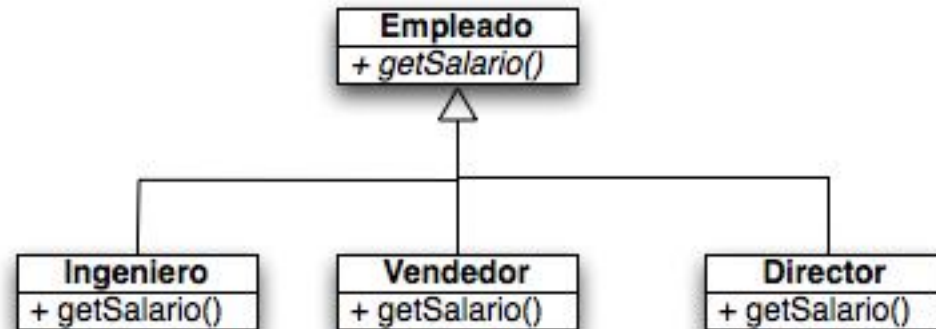 Empleado
+ getSalario()
Ingeniero
+ getSalario()
Vendedor
+ getSalario()
Director
+ getSalario()